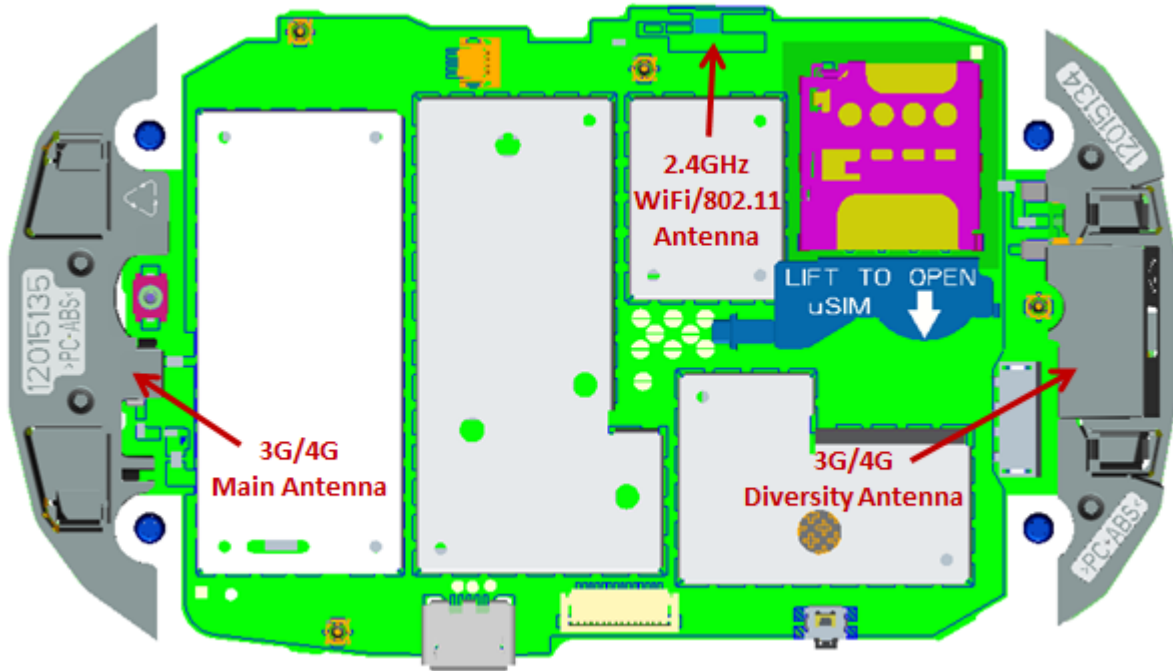 2.4GHz
WiFi/802.11
Antenna
LIFT TO OPEN
uSIM
12015134
12015135
>PC-ABS<
3G/4G
Main Antenna
3G/4G
Diversity Antenna
>PC-ABS<